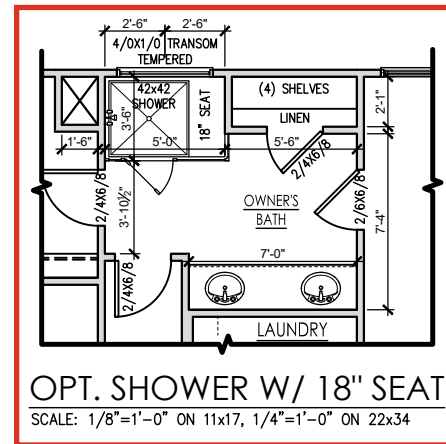 2'-6" 2'-6"
4/0X1/0 TRANSOM
TEMPERED
42x42
SHOWER
3'-6"
18" SEAT
(4) SHELVES
LINEN
2'-1"
1'-6"
5'-0"
5'-6"
2/4X6/8
2/4X6/8
3'-10½"
OWNER'S
BATH
2/6X6/8
7'-4"
7'-0"
2/4X6/8
LAUNDRY
OPT. SHOWER W/ 18" SEAT
SCALE: 1/8"=1'-0" ON 11x17, 1/4"=1'-0" ON 22x34